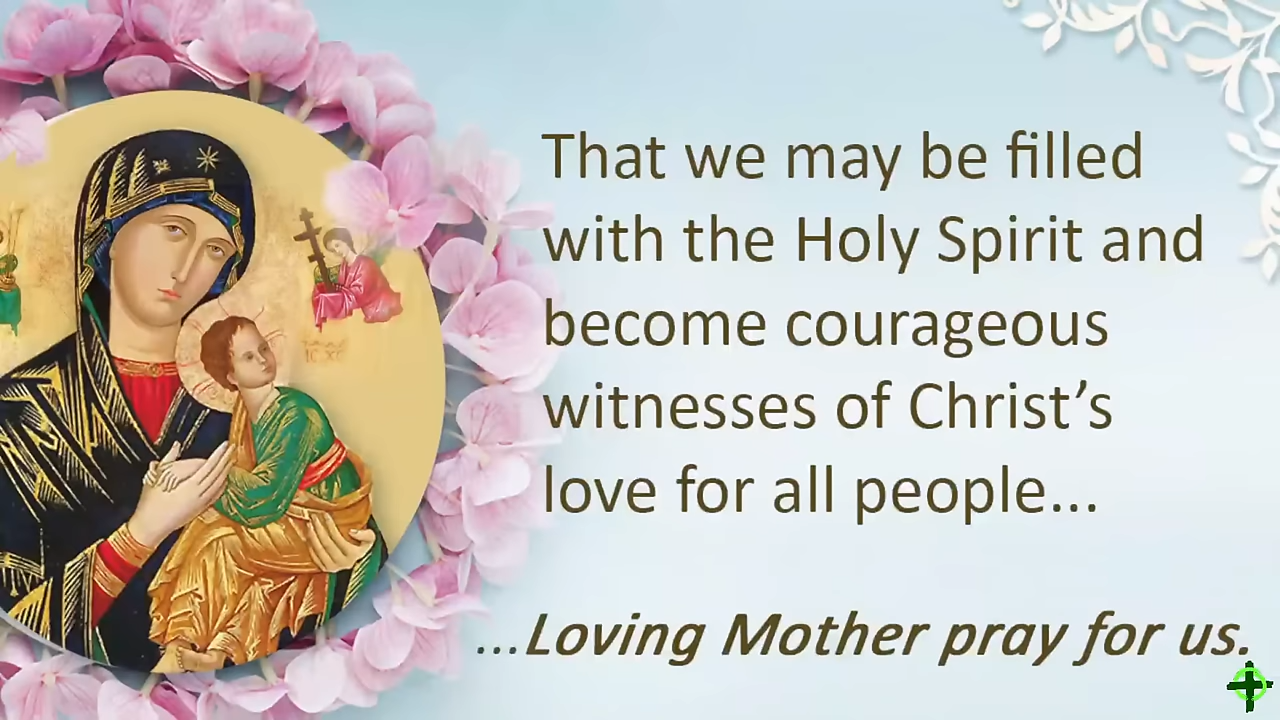 That we may be filled
with the Holy Spirit and
become courageous
witnesses of Christ’s
love for all people...
...Loving Mother pray for us.